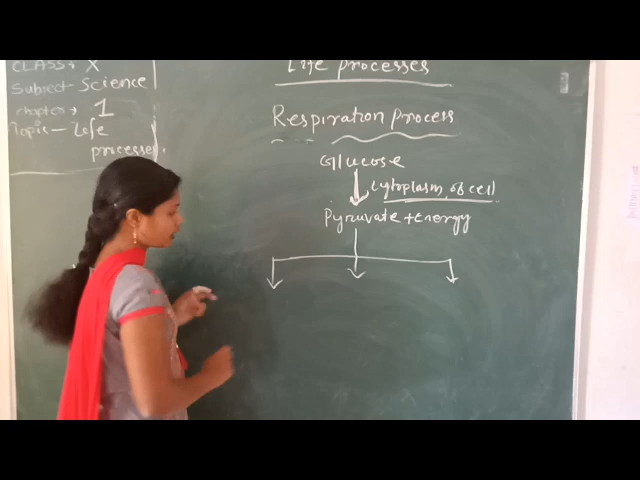 CLASS: X
Subject - Science
chapter → 1
Topic - Life
processes.
Life processes
Respiration process
Glucose
(cytoplasm of cell)
Pyruvate + Energy